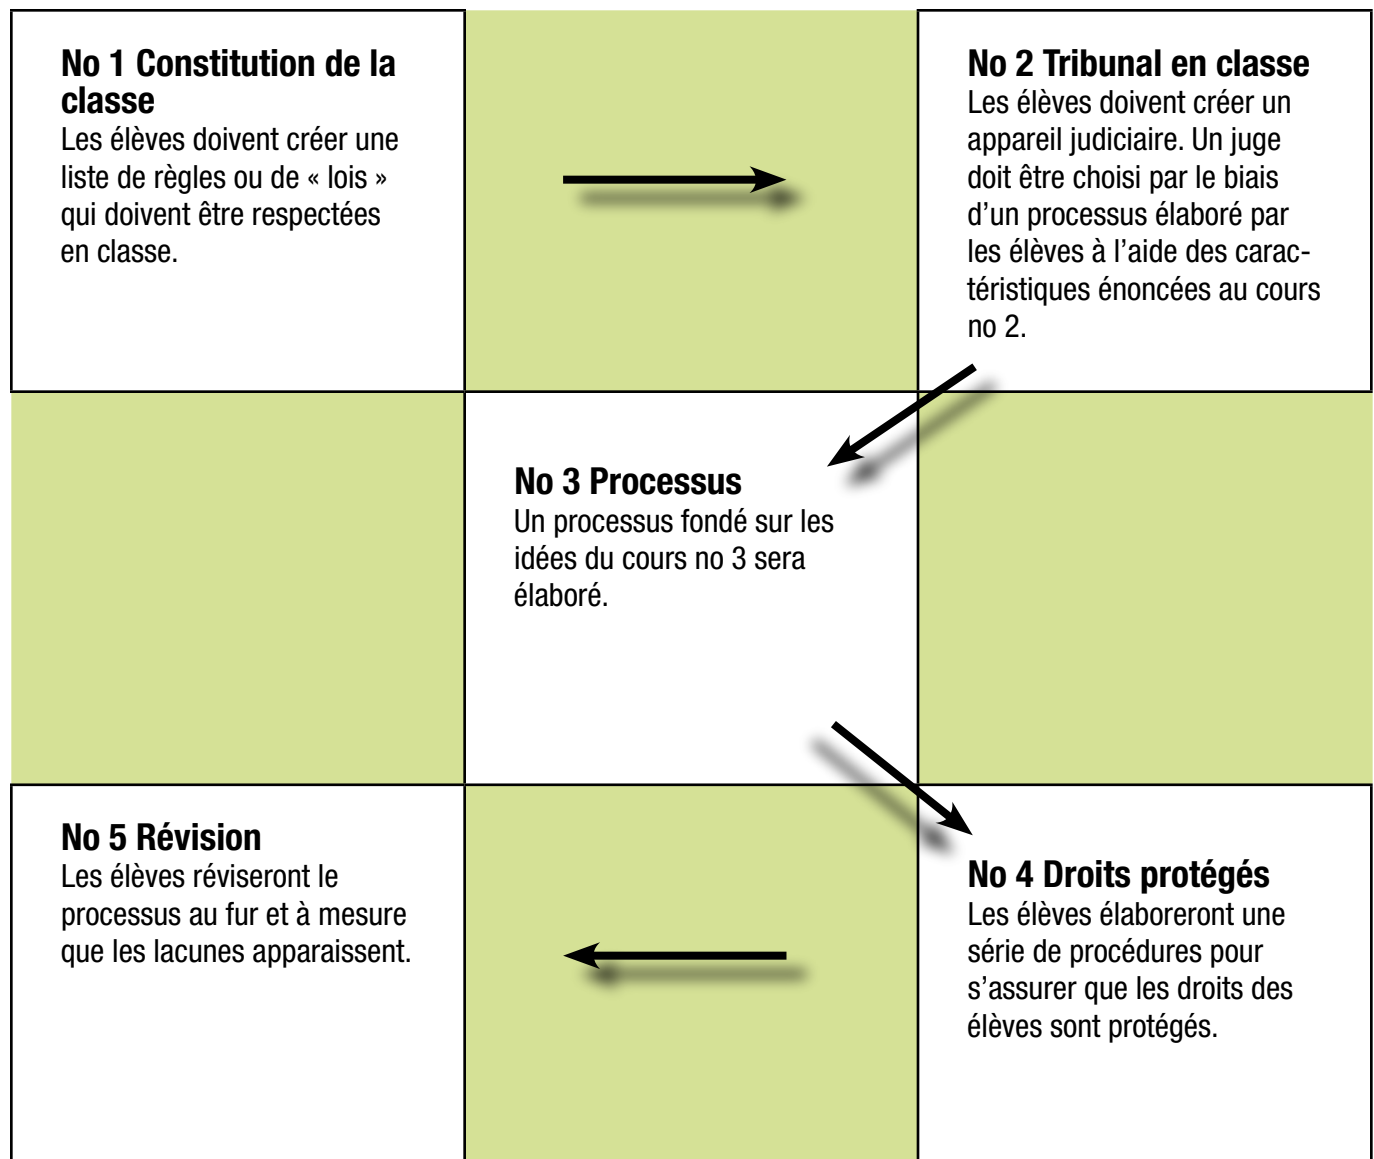 No 1 Constitution de la
classe
Les élèves doivent créer une
liste de règles ou de « lois »
qui doivent être respectées
en classe.
No 2 Tribunal en classe
Les élèves doivent créer un
appareil judiciaire. Un juge
doit être choisi par le biais
d’un processus élaboré par
les élèves à l’aide des carac-
téristiques énoncées au cours
no 2.
No 3 Processus
Un processus fondé sur les
idées du cours no 3 sera
élaboré.
No 5 Révision
Les élèves réviseront le
processus au fur et à mesure
que les lacunes apparaissent.
No 4 Droits protégés
Les élèves élaboreront une
série de procédures pour
s’assurer que les droits des
élèves sont protégés.